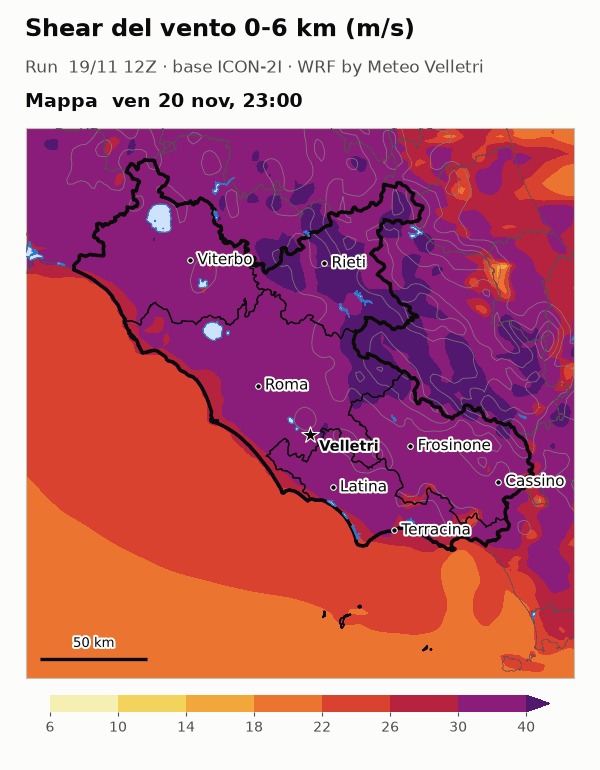 Shear del vento 0-6 km (m/s)
Run  19/11 12Z · base ICON-2I · WRF by Meteo Velletri
Mappa  ven 20 nov, 23:00
Viterbo
Rieti
Roma
Velletri
Frosinone
Cassino
Latina
Terracina
50 km
6 10 14 18 22 26 30 40